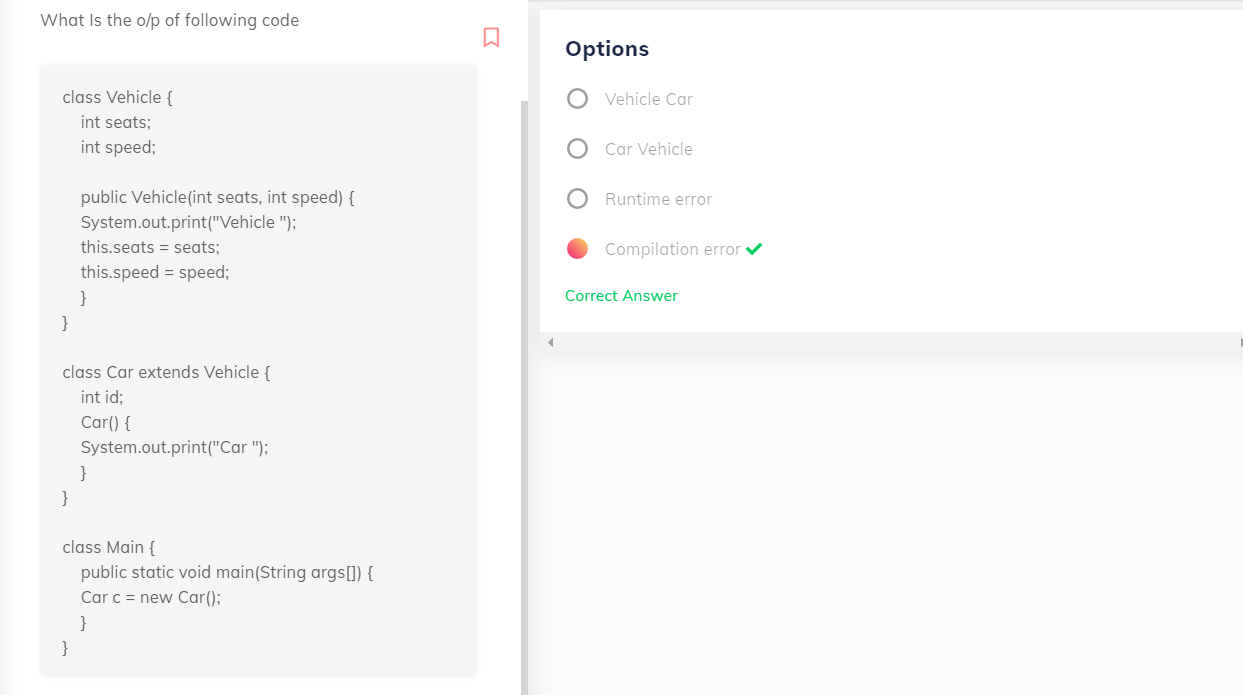 What Is the o/p of following code
class Vehicle {
    int seats;
    int speed;

    public Vehicle(int seats, int speed) {
    System.out.print("Vehicle ");
    this.seats = seats;
    this.speed = speed;
    }
}

class Car extends Vehicle {
    int id;
    Car() {
    System.out.print("Car ");
    }
}

class Main {
    public static void main(String args[]) {
    Car c = new Car();
    }
}
Options
Vehicle Car
Car Vehicle
Runtime error
Compilation error
Correct Answer